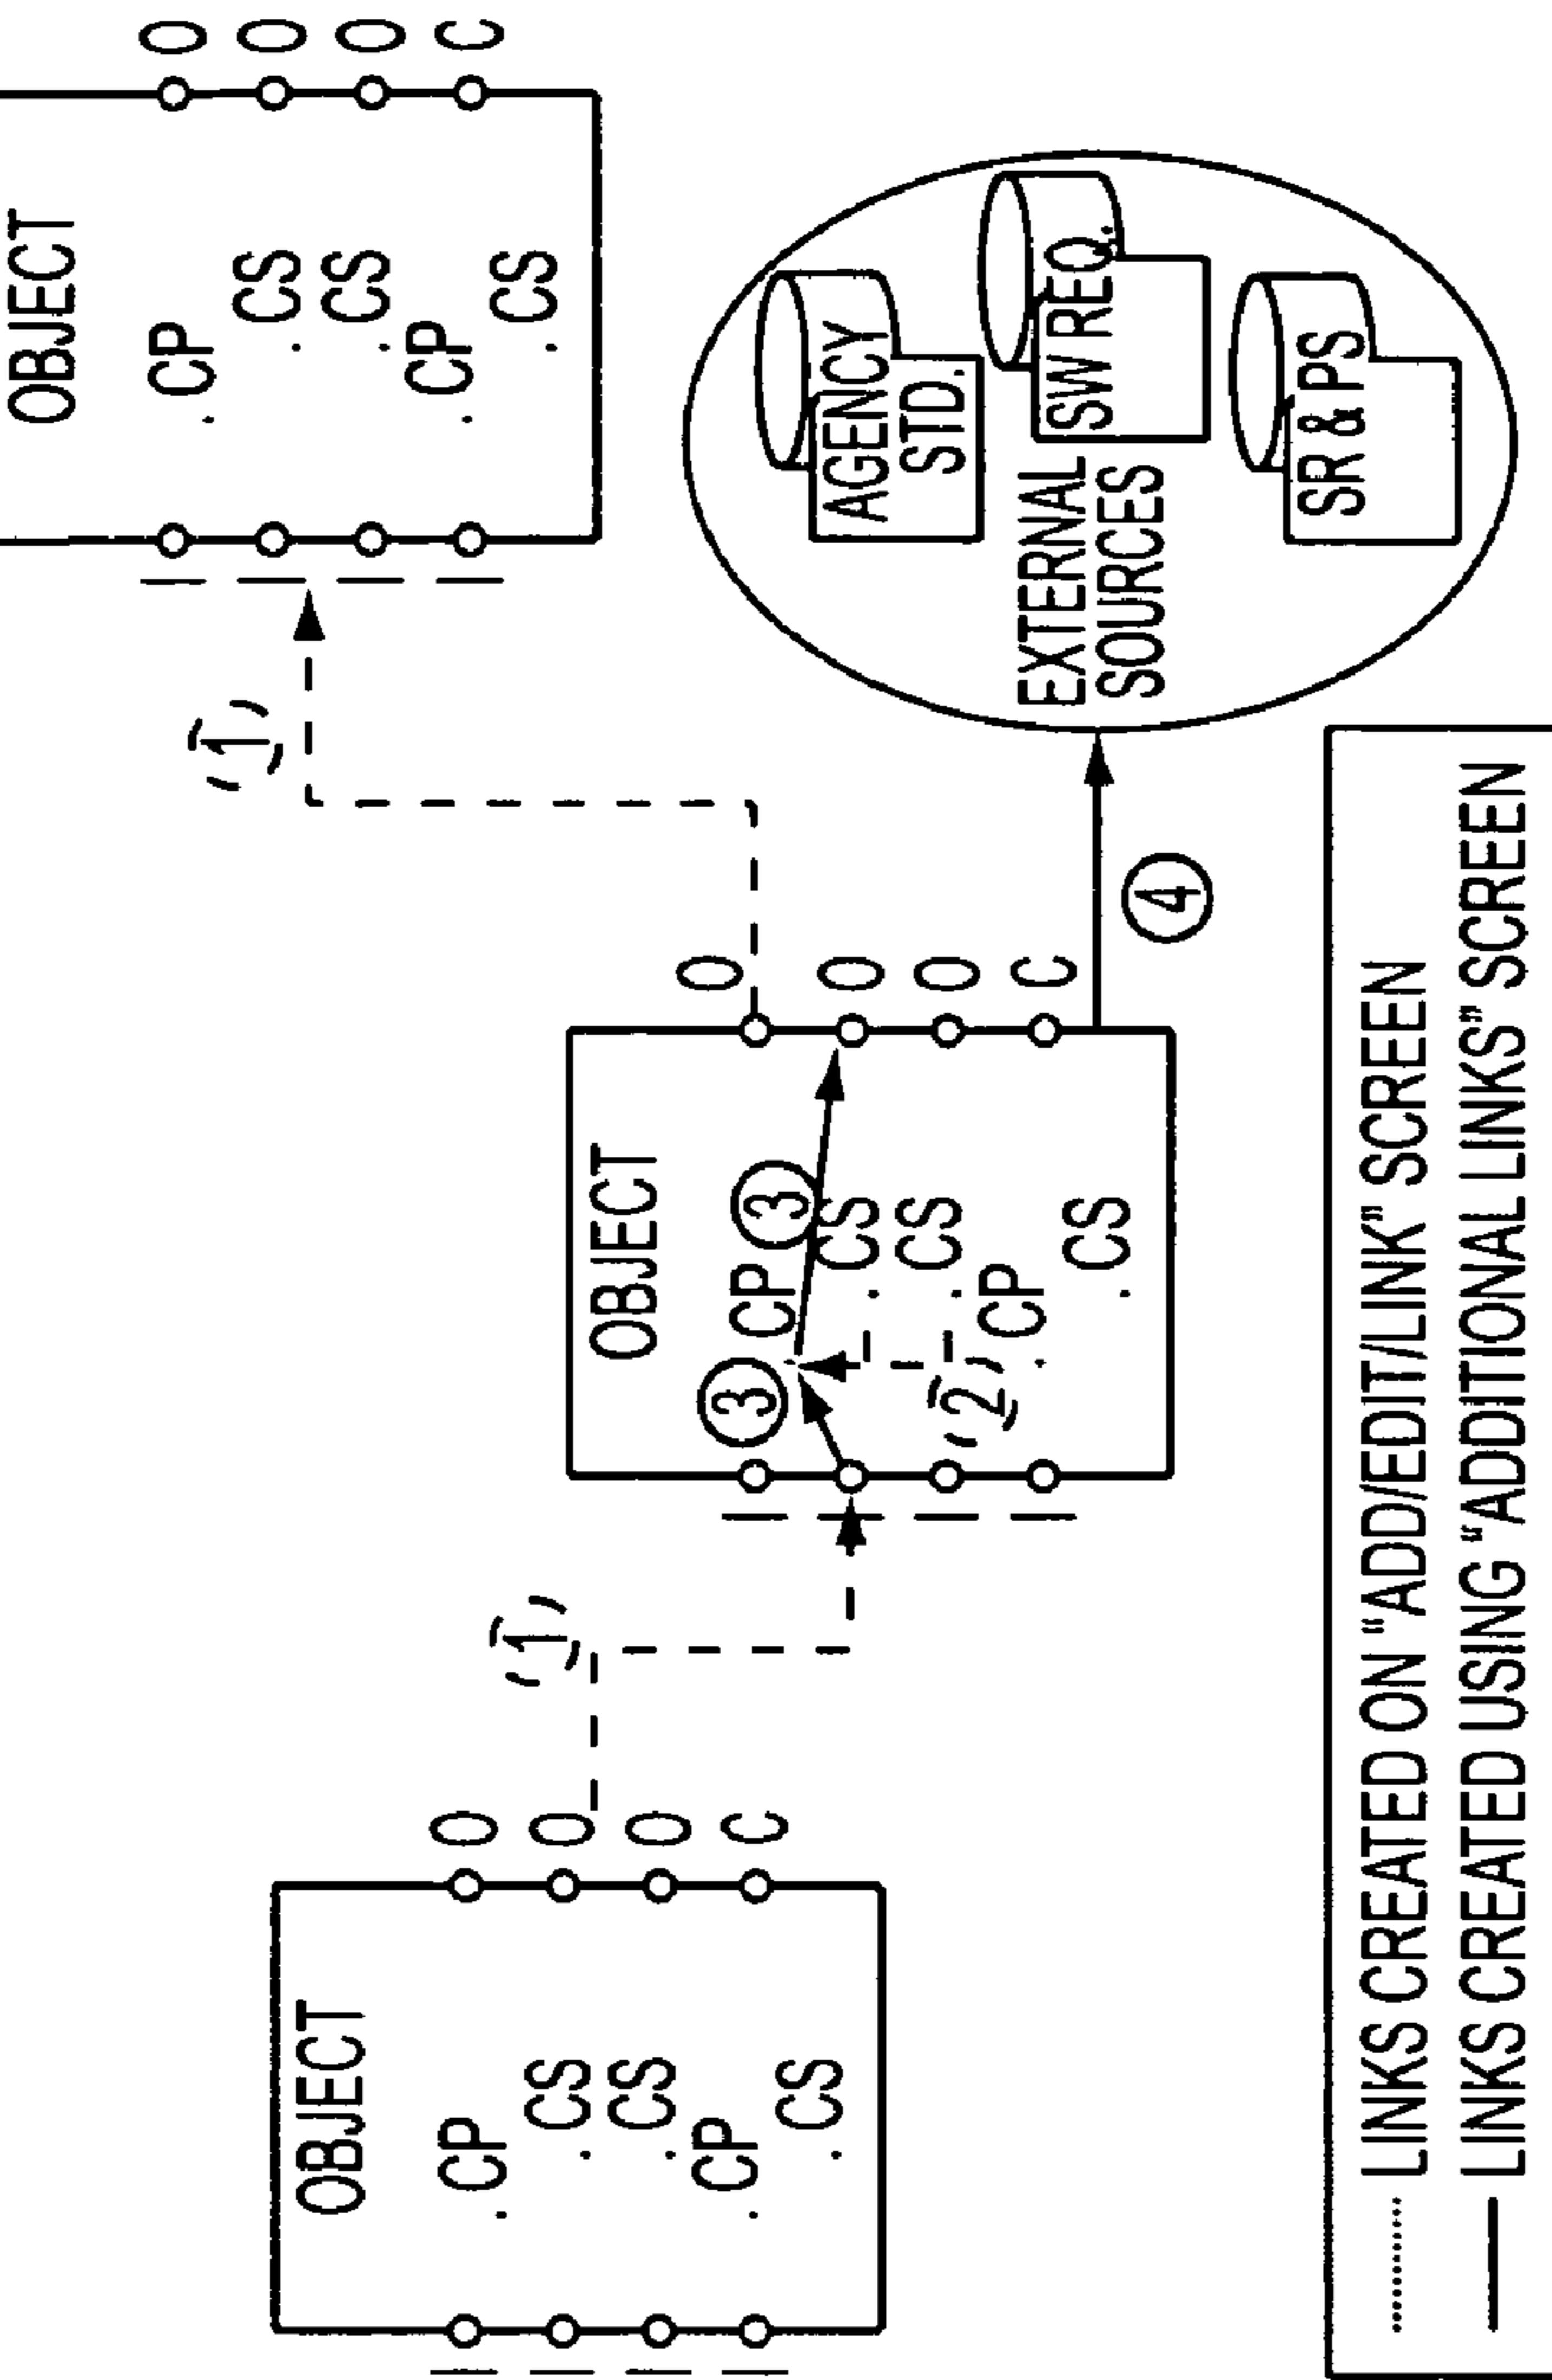 OBJECT
I
I
I
I
. CP
. CS
. CS
. CP
. CS
O
O
O
C
(1)
OBJECT
I
I
I
I
3
. CP
3
. CS
. CS
(2)
. CP
. CS
O
O
O
C
(1)
4
OBJECT
I
I
I
I
. CP
. CS
. CS
. CP
. CS
O
O
O
C
AGENCY
STD.
EXTERNAL
SOURCES
SW REQ.
SR & PS
LINKS CREATED ON “ADD/EDIT/LINK” SCREEN
LINKS CREATED USING “ADDITIONAL LINKS” SCREEN